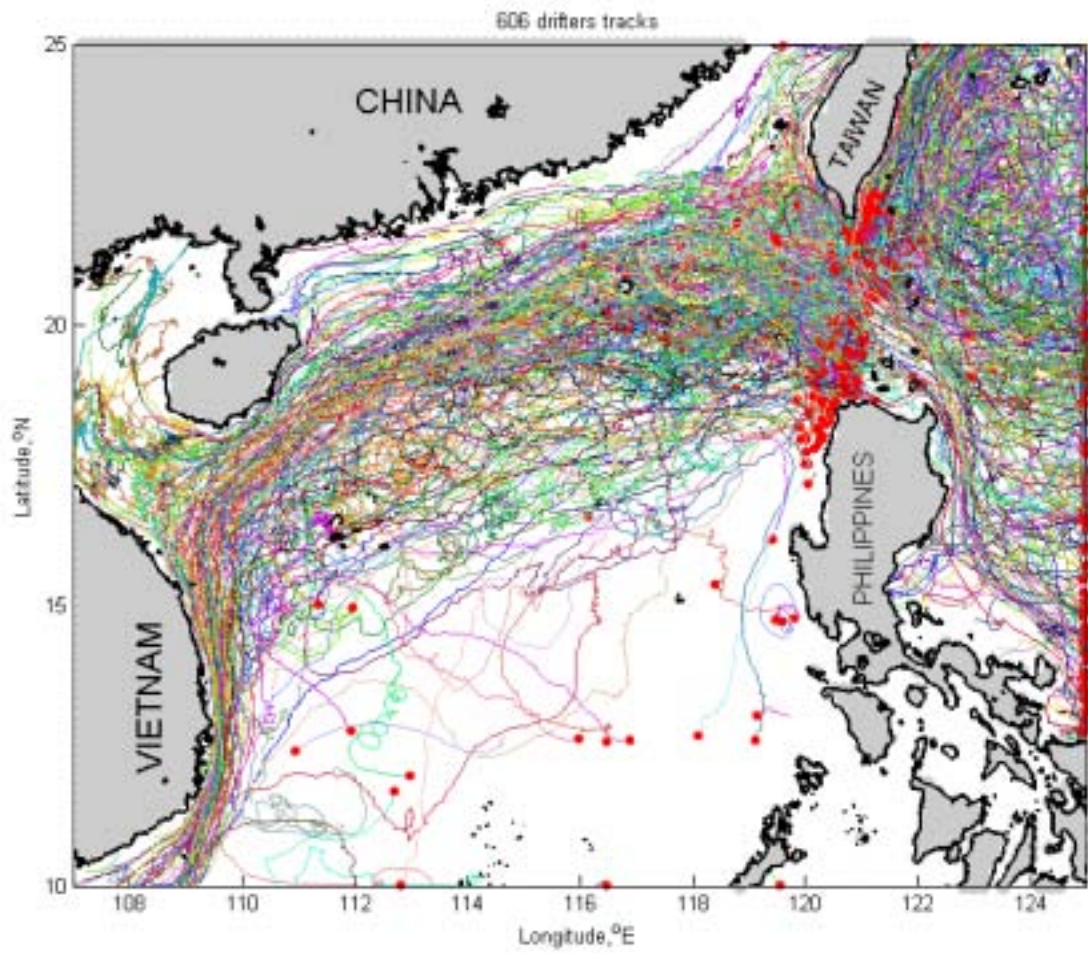 606 drifters tracks
25
CHINA
TAIWAN
20
Latitude,°N
PHILIPPINES
15
VIETNAM
10
108 110 112 114 116 118 120 122 124
Longitude,°E